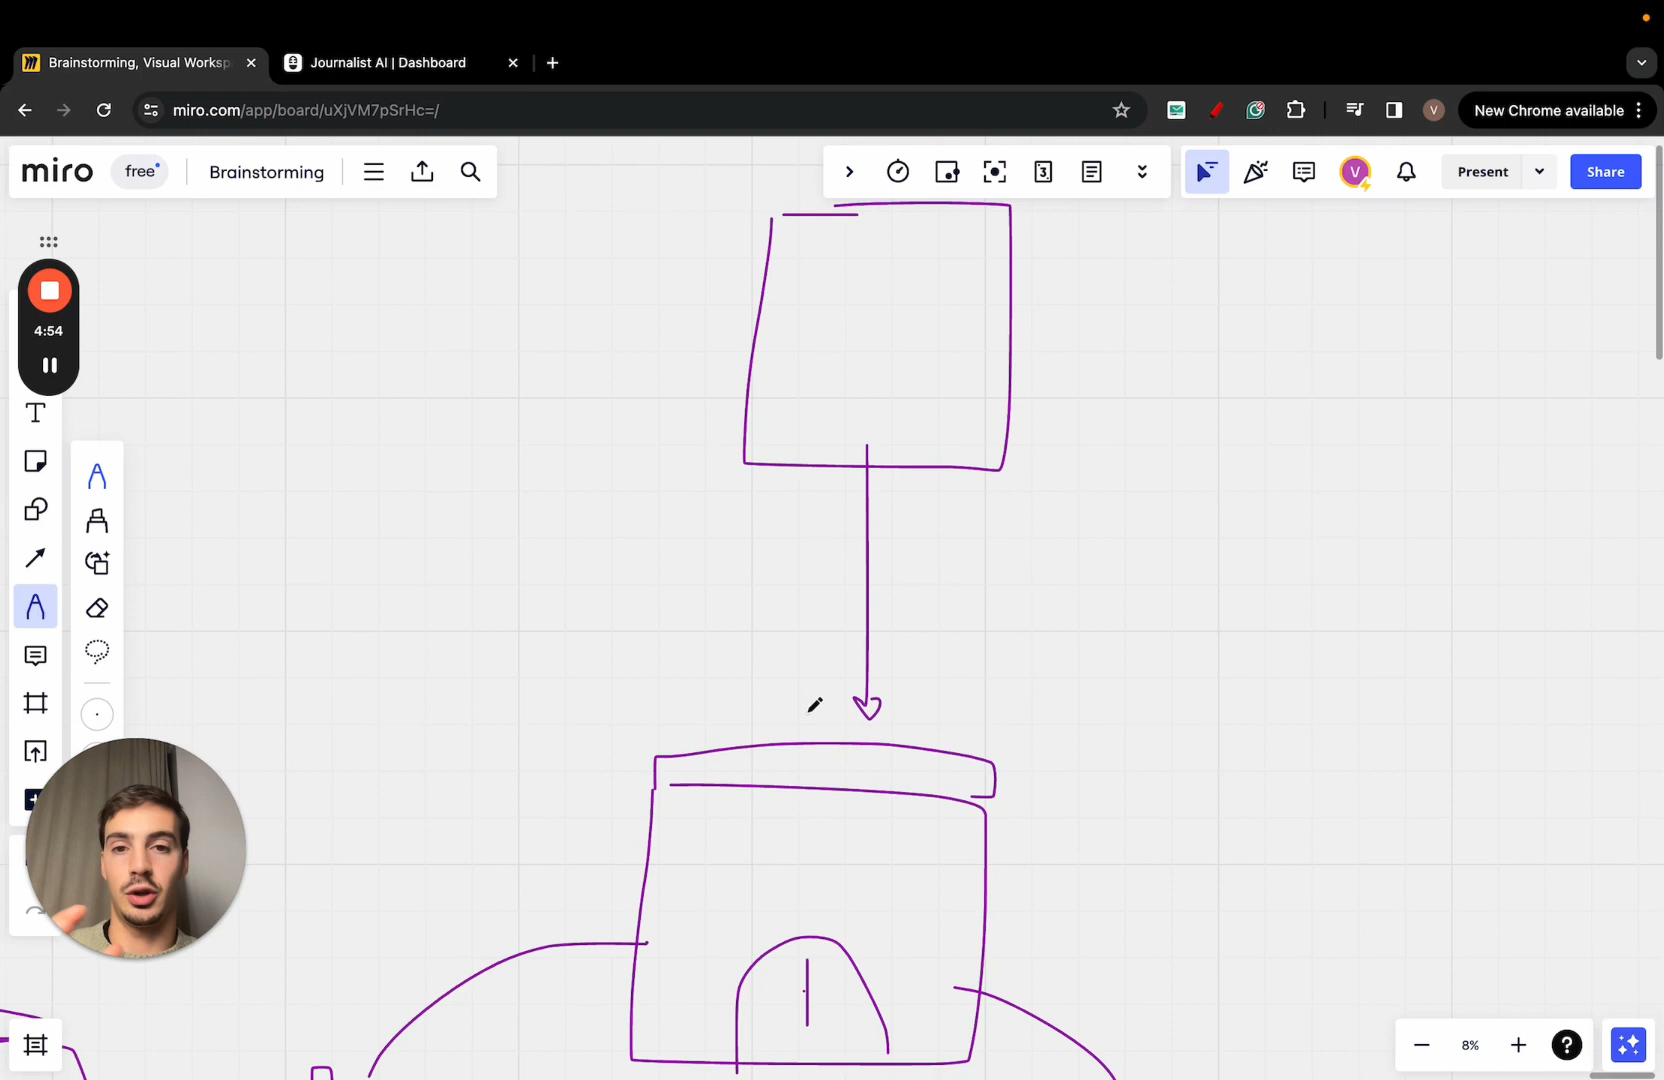 Brainstorming, Visual Worksp
Journalist AI | Dashboard
miro.com/app/board/uXjVM7pSrHc=/
New Chrome available
V
miro
free
Brainstorming
3
V
Present
Share
4:54
T
8%
?